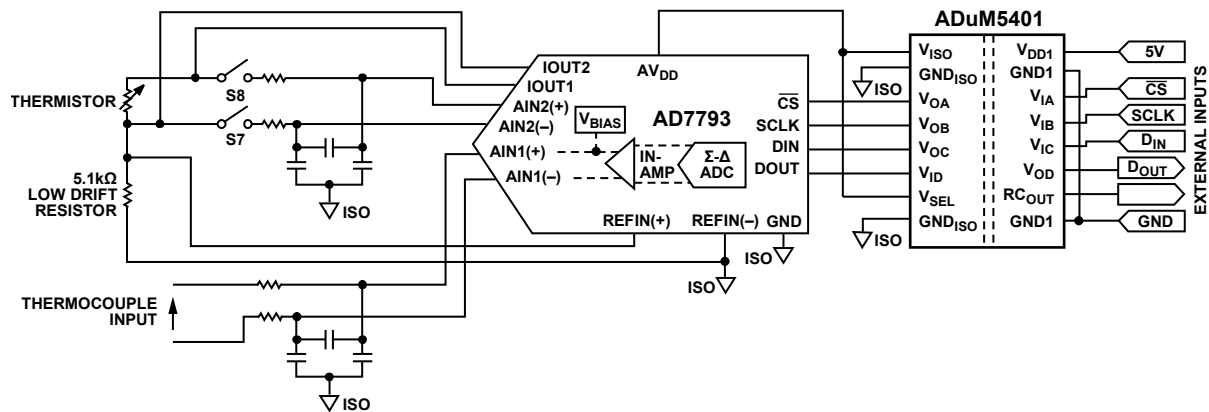 ADuM5401
THERMISTOR
S8
S7
5.1kΩ
LOW DRIFT
RESISTOR
ISO
THERMOCOUPLE
INPUT
ISO
IOUT2
IOUT1
AIN2(+)
AIN2(–)
AIN1(+)
AIN1(–)
AVDD
VBIAS
AD7793
IN-
AMP
Σ-Δ
ADC
CS
SCLK
DIN
DOUT
REFIN(+)
REFIN(–)
GND
ISO
ISO
ISO
ISO
VISO
GNDISO
VOA
VOB
VOC
VID
VSEL
GNDISO
VDD1
GND1
VIA
VIB
VIC
VOD
RCOUT
GND1
5V
CS
SCLK
DIN
DOUT
GND
EXTERNAL INPUTS